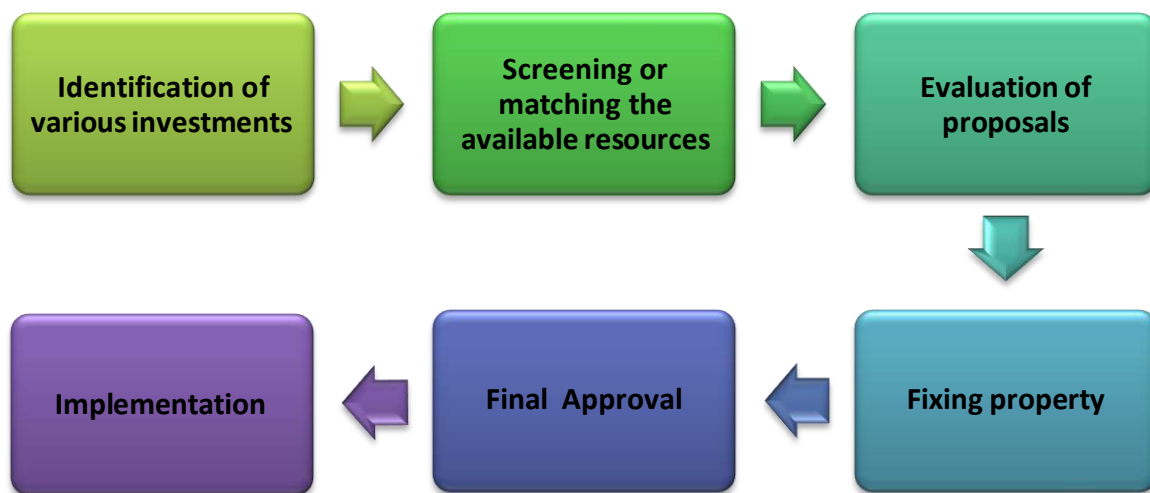 Identification of
various investments
Screening or
matching the
available resources
Evaluation of
proposals
Fixing property
Final Approval
Implementation